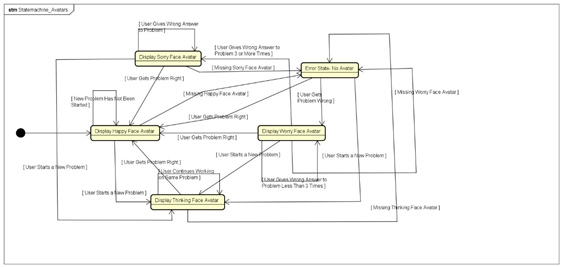 stm Statemachine_Avatars
[ User Gives Wrong Answer
to Problem ]
Display Sorry Face Avatar
[ User Gives Wrong Answer to
Problem 3 or More Times ]
[ Missing Sorry Face Avatar ]
Error State- No Avatar
[ User Gets Problem Right ]
[ Missing Happy Face Avatar ]
[ User Gets
Problem Wrong ]
[ Missing Worry Face Avatar ]
[ New Problem Has Not Been
Started ]
[ User Gets Problem Right ]
Display Happy Face Avatar
[ User Gets Problem Right ]
Display Worry Face Avatar
[ User Starts a New Problem ]
[ User Gets Problem Right ]
[ User Starts a New Problem ]
[ User Starts a New Problem ]
[ User Continues Working
on Same Problem ]
[ User Gives Wrong Answer to
Problem Less Than 3 Times ]
[ User Starts a New Problem ]
Display Thinking Face Avatar
[ Missing Thinking Face Avatar ]